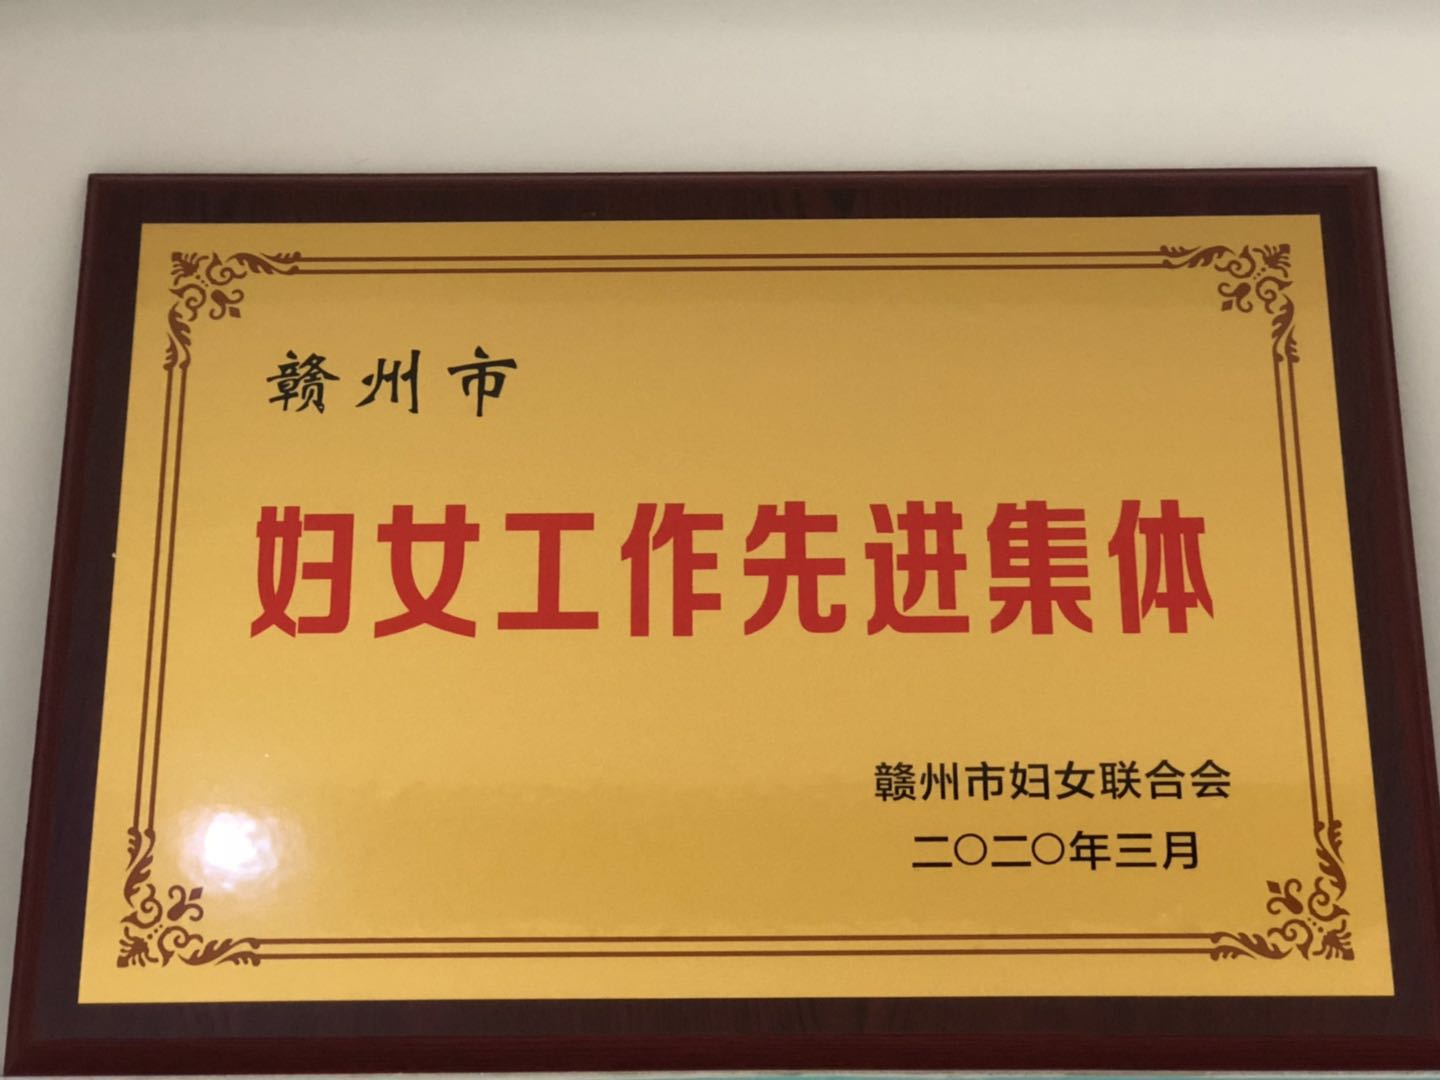 赣州市
妇女工作先进集体
赣州市妇女联合会
二〇二〇年三月